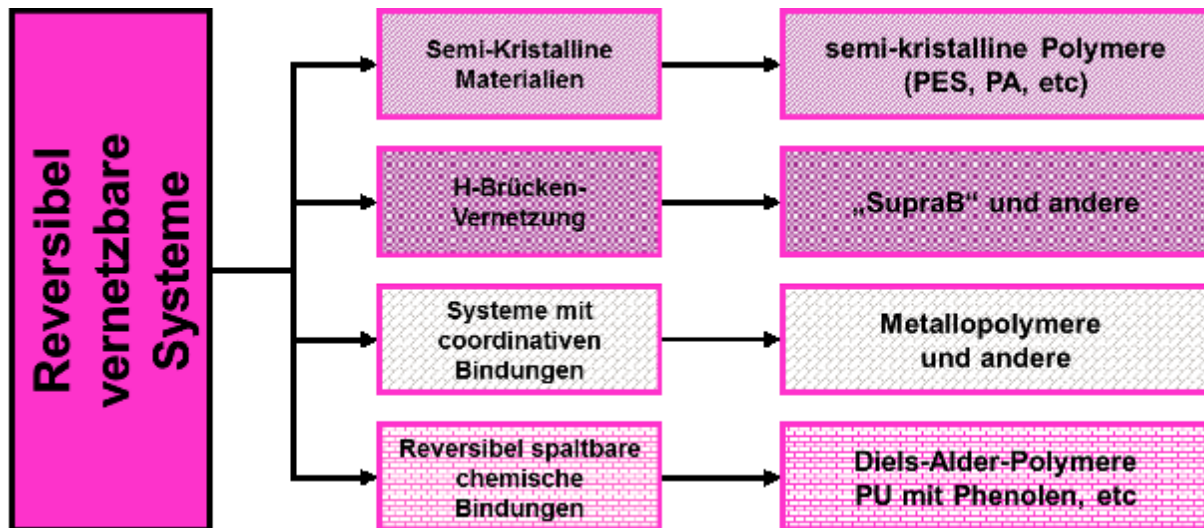 Reversibel
vernetzbare
Systeme
Semi-Kristalline
Materialien
semi-kristalline Polymere
(PES, PA, etc)
H-Brücken-
Vernetzung
„SupraB“ und andere
Systeme mit
coordinativen
Bindungen
Metallopolymere
und andere
Reversibel spaltbare
chemische
Bindungen
Diels-Alder-Polymere
PU mit Phenolen, etc